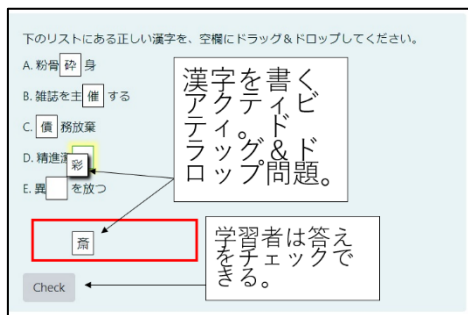 下のリストにある正しい漢字を、空欄にドラッグ＆ドロップしてください。
A. 粉骨 砕 身
B. 雑誌を主 催 する
C. 債 務放棄
D. 精進
彩
E. 異 を放つ
斎
Check
漢字を書く
アクティビ
ティ。ド
ラッグ＆ド
ロップ問題。
学習者は答え
をチェックで
きる。